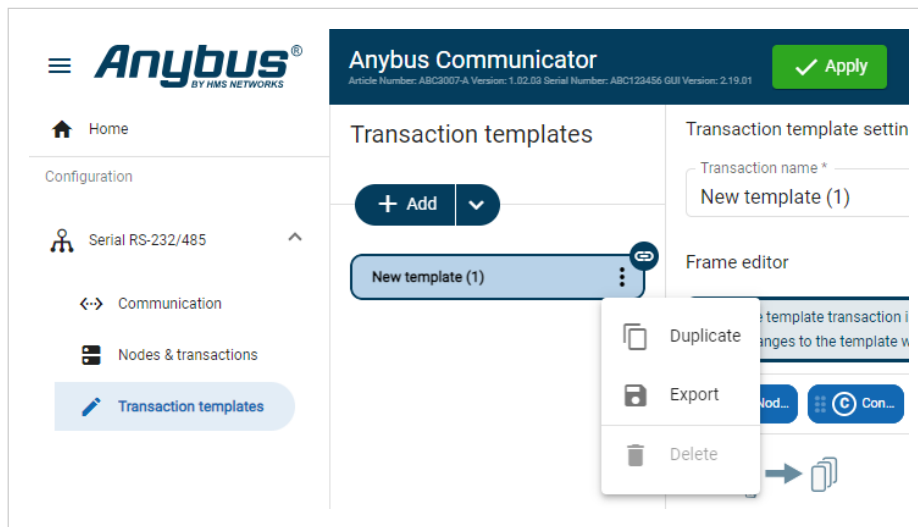 Anybus®
BY HMS NETWORKS
Anybus Communicator
Article Number: ABC3007-A Version: 1.02.03 Serial Number: ABC123456 GUI Version: 2.19.01
Apply
Home
Configuration
Serial RS-232/485
Communication
Nodes & transactions
Transaction templates
Transaction templates
Add
New template (1)
Duplicate
Export
Delete
Transaction template settin
Transaction name *
New template (1)
Frame editor
template transaction i
anges to the template w
Nod...
C Con...